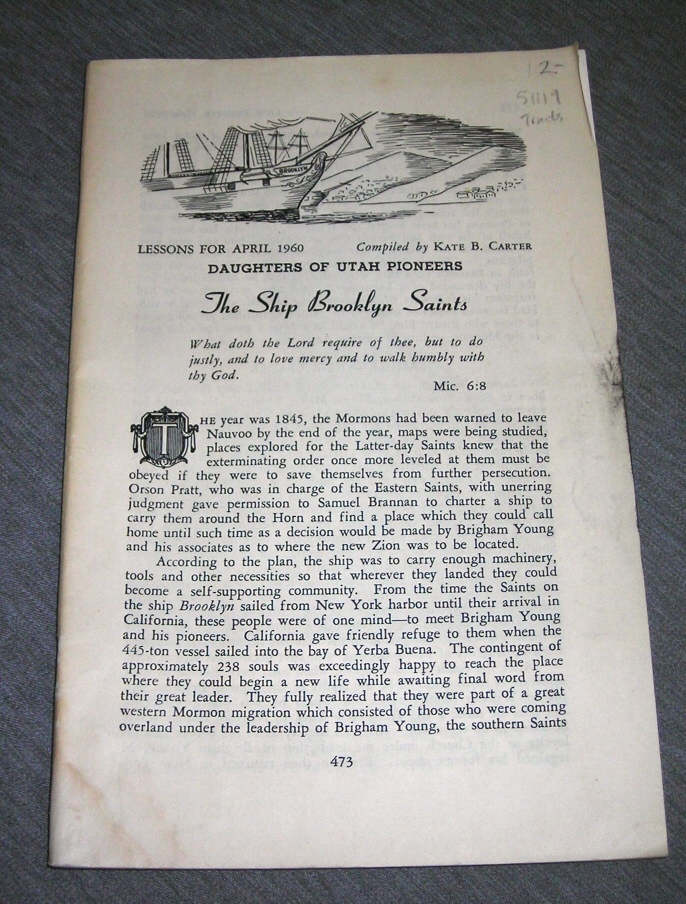 2-
51119
Tracts
BROOKLYN
LESSONS FOR APRIL 1960 Compiled by KATE B. CARTER
DAUGHTERS OF UTAH PIONEERS
The Ship Brooklyn Saints
What doth the Lord require of thee, but to do
justly, and to love mercy and to walk humbly with
thy God.
Mic. 6:8
THE year was 1845, the Mormons had been warned to leave
Nauvoo by the end of the year, maps were being studied,
places explored for the Latter-day Saints knew that the
exterminating order once more leveled at them must be
obeyed if they were to save themselves from further persecution.
Orson Pratt, who was in charge of the Eastern Saints, with unerring
judgment gave permission to Samuel Brannan to charter a ship to
carry them around the Horn and find a place which they could call
home until such time as a decision would be made by Brigham Young
and his associates as to where the new Zion was to be located.
According to the plan, the ship was to carry enough machinery,
tools and other necessities so that wherever they landed they could
become a self-supporting community. From the time the Saints on
the ship Brooklyn sailed from New York harbor until their arrival in
California, these people were of one mind—to meet Brigham Young
and his pioneers. California gave friendly refuge to them when the
445-ton vessel sailed into the bay of Yerba Buena. The contingent of
approximately 238 souls was exceedingly happy to reach the place
where they could begin a new life while awaiting final word from
their great leader. They fully realized that they were part of a great
western Mormon migration which consisted of those who were coming
overland under the leadership of Brigham Young, the southern Saints
473